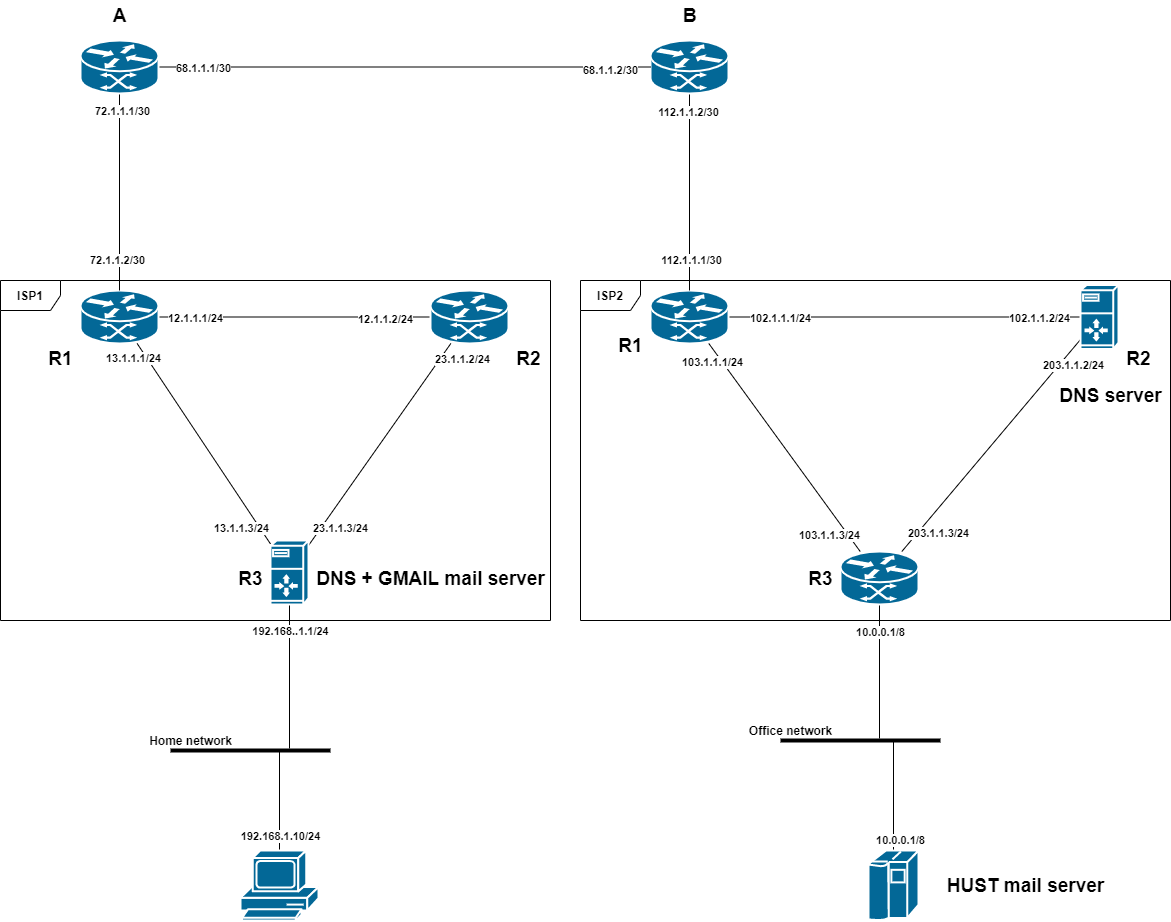 A
B
68.1.1.1/30
68.1.1.2/30
72.1.1.1/30
112.1.1.2/30
72.1.1.2/30
112.1.1.1/30
ISP1
ISP2
12.1.1.1/24
12.1.1.2/24
102.1.1.1/24
102.1.1.2/24
R1
13.1.1.1/24
23.1.1.2/24
R2
R1
103.1.1.1/24
203.1.1.2/24
R2
DNS server
13.1.1.3/24
23.1.1.3/24
103.1.1.3/24
203.1.1.3/24
R3
DNS + GMAIL mail server
R3
192.168..1.1/24
10.0.0.1/8
Home network
Office network
192.168.1.10/24
10.0.0.1/8
HUST mail server